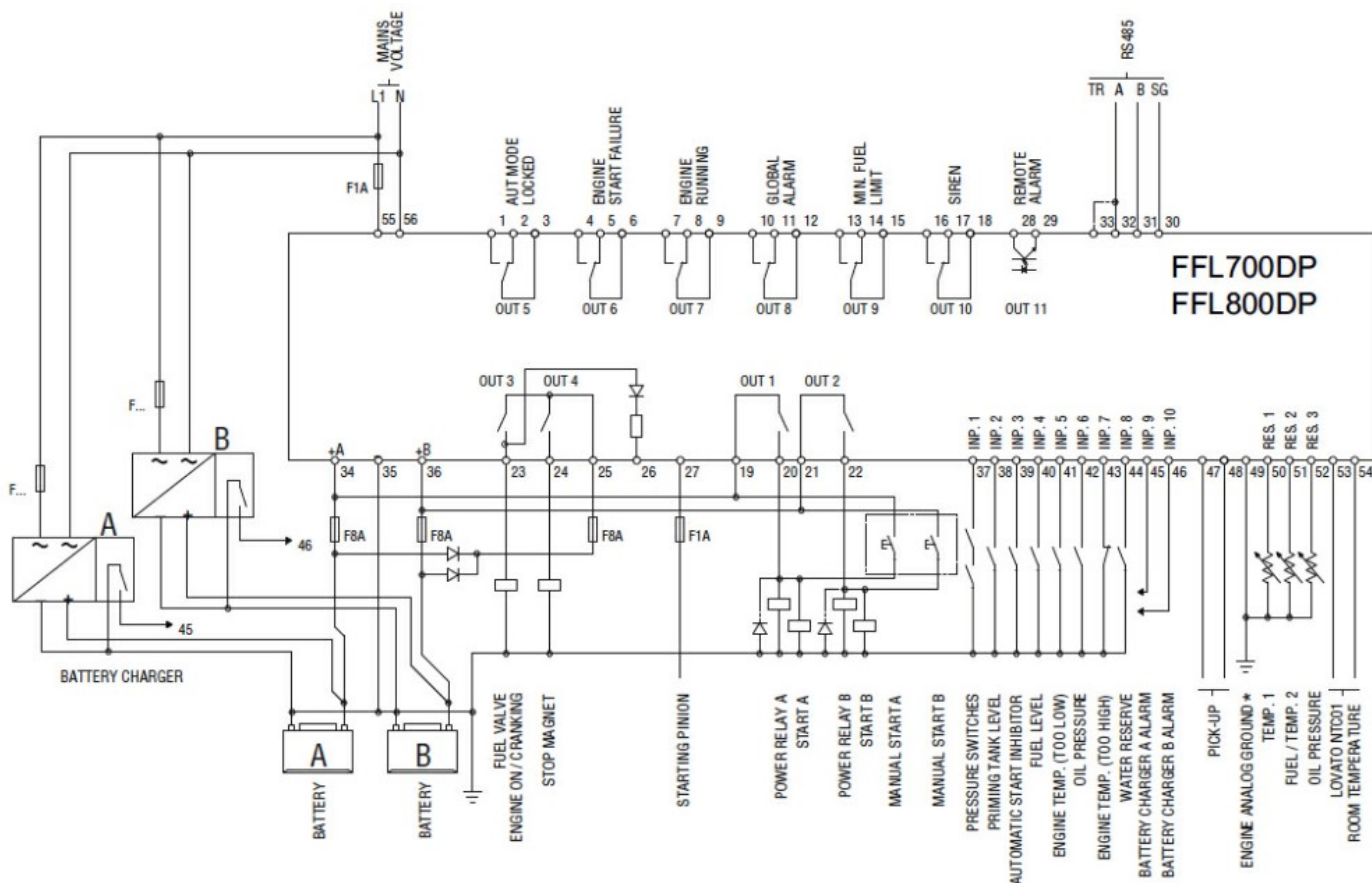 MAINS
VOLTAGE
L1 N
RS485
TR A B SG
F1A
55 56
AUT MODE
LOCKED
1 2 3
OUT 5
ENGINE
START FAILURE
4 5 6
OUT 6
ENGINE
RUNNING
7 8 9
OUT 7
GLOBAL
ALARM
10 11 12
OUT 8
MIN. FUEL
LIMIT
13 14 15
OUT 9
SIREN
16 17 18
OUT 10
REMOTE
ALARM
28 29
OUT 11
33 32 31 30
FFL700DP
FFL800DP
F...
B
~ ~
- +
46
F...
A
~ ~
- +
45
BATTERY CHARGER
OUT 3 OUT 4
OUT 1 OUT 2
+A +B
34 35 36 23 24 25 26 27 19 20 21 22
INP. 1
INP. 2
INP. 3
INP. 4
INP. 5
INP. 6
INP. 7
INP. 8
INP. 9
INP. 10
37 38 39 40 41 42 43 44 45 46 47 48 49 50 51 52 53 54
RES. 1
RES. 2
RES. 3
F8A F8A F8A F1A
E E
A
BATTERY
B
BATTERY
FUEL VALVE
ENGINE ON / CRANKING
STOP MAGNET
STARTING PINION
POWER RELAY A
START A
POWER RELAY B
START B
MANUAL START A
MANUAL START B
PRESSURE SWITCHES
PRIMING TANK LEVEL
AUTOMATIC START INHIBITOR
FUEL LEVEL
ENGINE TEMP. (TOO LOW)
OIL PRESSURE
ENGINE TEMP. (TOO HIGH)
WATER RESERVE
BATTERY CHARGER A ALARM
BATTERY CHARGER B ALARM
PICK-UP
ENGINE ANALOG GROUND *
TEMP. 1
FUEL / TEMP. 2
OIL PRESSURE
LOVATO NTC01
ROOM TEMPERATURE